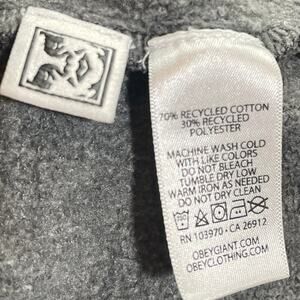 70% RECYCLED COTTON
30% RECYCLED
POLYESTER
MACHINE WASH COLD
WITH LIKE COLORS
DO NOT BLEACH
TUMBLE DRY LOW
WARM IRON AS NEEDED
DO NOT DRY CLEAN
RN 103970 • CA 26912
OBEYGIANT.COM
OBEYCLOTHING.COM